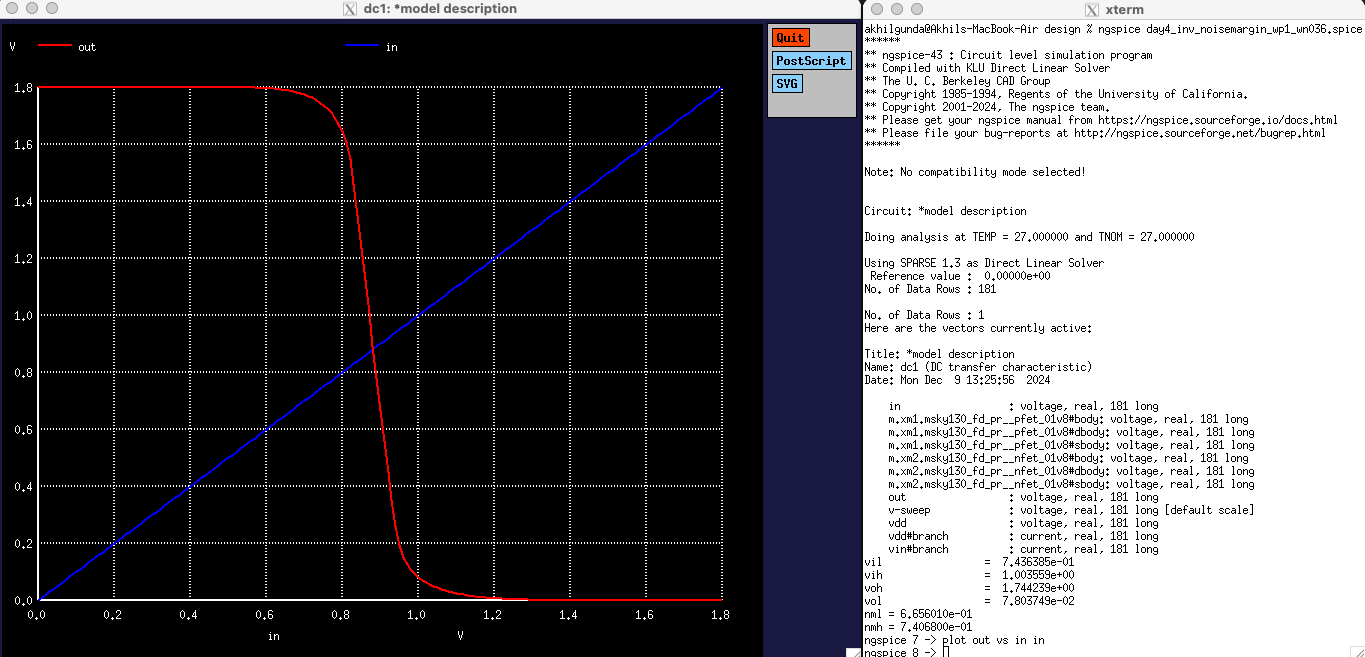 dc1: *model description
V
out
in
Quit
PostScript
SVG
1.8
1.6
1.4
1.2
1.0
0.8
0.6
0.4
0.2
0.0
0.0 0.2 0.4 0.6 0.8 1.0 1.2 1.4 1.6 1.8
in V
xterm
akhilgunda@Akhils-MacBook-Air design % ngspice day4_inv_noisemargin_wp1_wn036.spice
******
** ngspice-43 : Circuit level simulation program
** Compiled with KLU Direct Linear Solver
** The U. C. Berkeley CAD Group
** Copyright 1985-1994, Regents of the University of California.
** Copyright 2001-2024, The ngspice team.
** Please get your ngspice manual from https://ngspice.sourceforge.io/docs.html
** Please file your bug-reports at http://ngspice.sourceforge.net/bugrep.html
******
Note: No compatibility mode selected!
Circuit: *model description
Doing analysis at TEMP = 27.000000 and TNOM = 27.000000
Using SPARSE 1.3 as Direct Linear Solver
Reference value : 0.00000e+00
No. of Data Rows : 181
No. of Data Rows : 1
Here are the vectors currently active:
Title: *model description
Name: dc1 (DC transfer characteristic)
Date: Mon Dec 9 13:25:56 2024
in : voltage, real, 181 long
m.xm1.msky130_fd_pr__pfet_01v8#body: voltage, real, 181 long
m.xm1.msky130_fd_pr__pfet_01v8#dbody: voltage, real, 181 long
m.xm1.msky130_fd_pr__pfet_01v8#sbody: voltage, real, 181 long
m.xm2.msky130_fd_pr__nfet_01v8#body: voltage, real, 181 long
m.xm2.msky130_fd_pr__nfet_01v8#dbody: voltage, real, 181 long
m.xm2.msky130_fd_pr__nfet_01v8#sbody: voltage, real, 181 long
out : voltage, real, 181 long
v-sweep : voltage, real, 181 long [default scale]
vdd : voltage, real, 181 long
vdd#branch : current, real, 181 long
vin#branch : current, real, 181 long
vil = 7.436385e-01
vih = 1.003559e+00
voh = 1.744239e+00
vol = 7.803749e-02
nml = 6.656010e-01
nmh = 7.406800e-01
ngspice 7 -> plot out vs in in
ngspice 8 ->